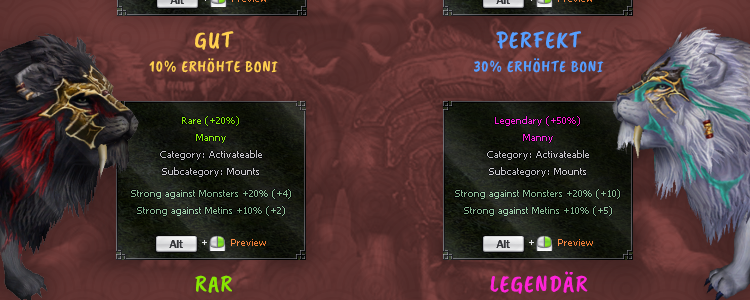 Alt + Preview
Alt + Preview
GUT
10% ERHÖHTE BONI
PERFEKT
30% ERHÖHTE BONI
Rare (+20%)
Manny
Category: Activateable
Subcategory: Mounts
Strong against Monsters +20% (+4)
Strong against Metins +10% (+2)
Alt + Preview
RAR
Legendary (+50%)
Manny
Category: Activateable
Subcategory: Mounts
Strong against Monsters +20% (+10)
Strong against Metins +10% (+5)
Alt + Preview
LEGENDÄR